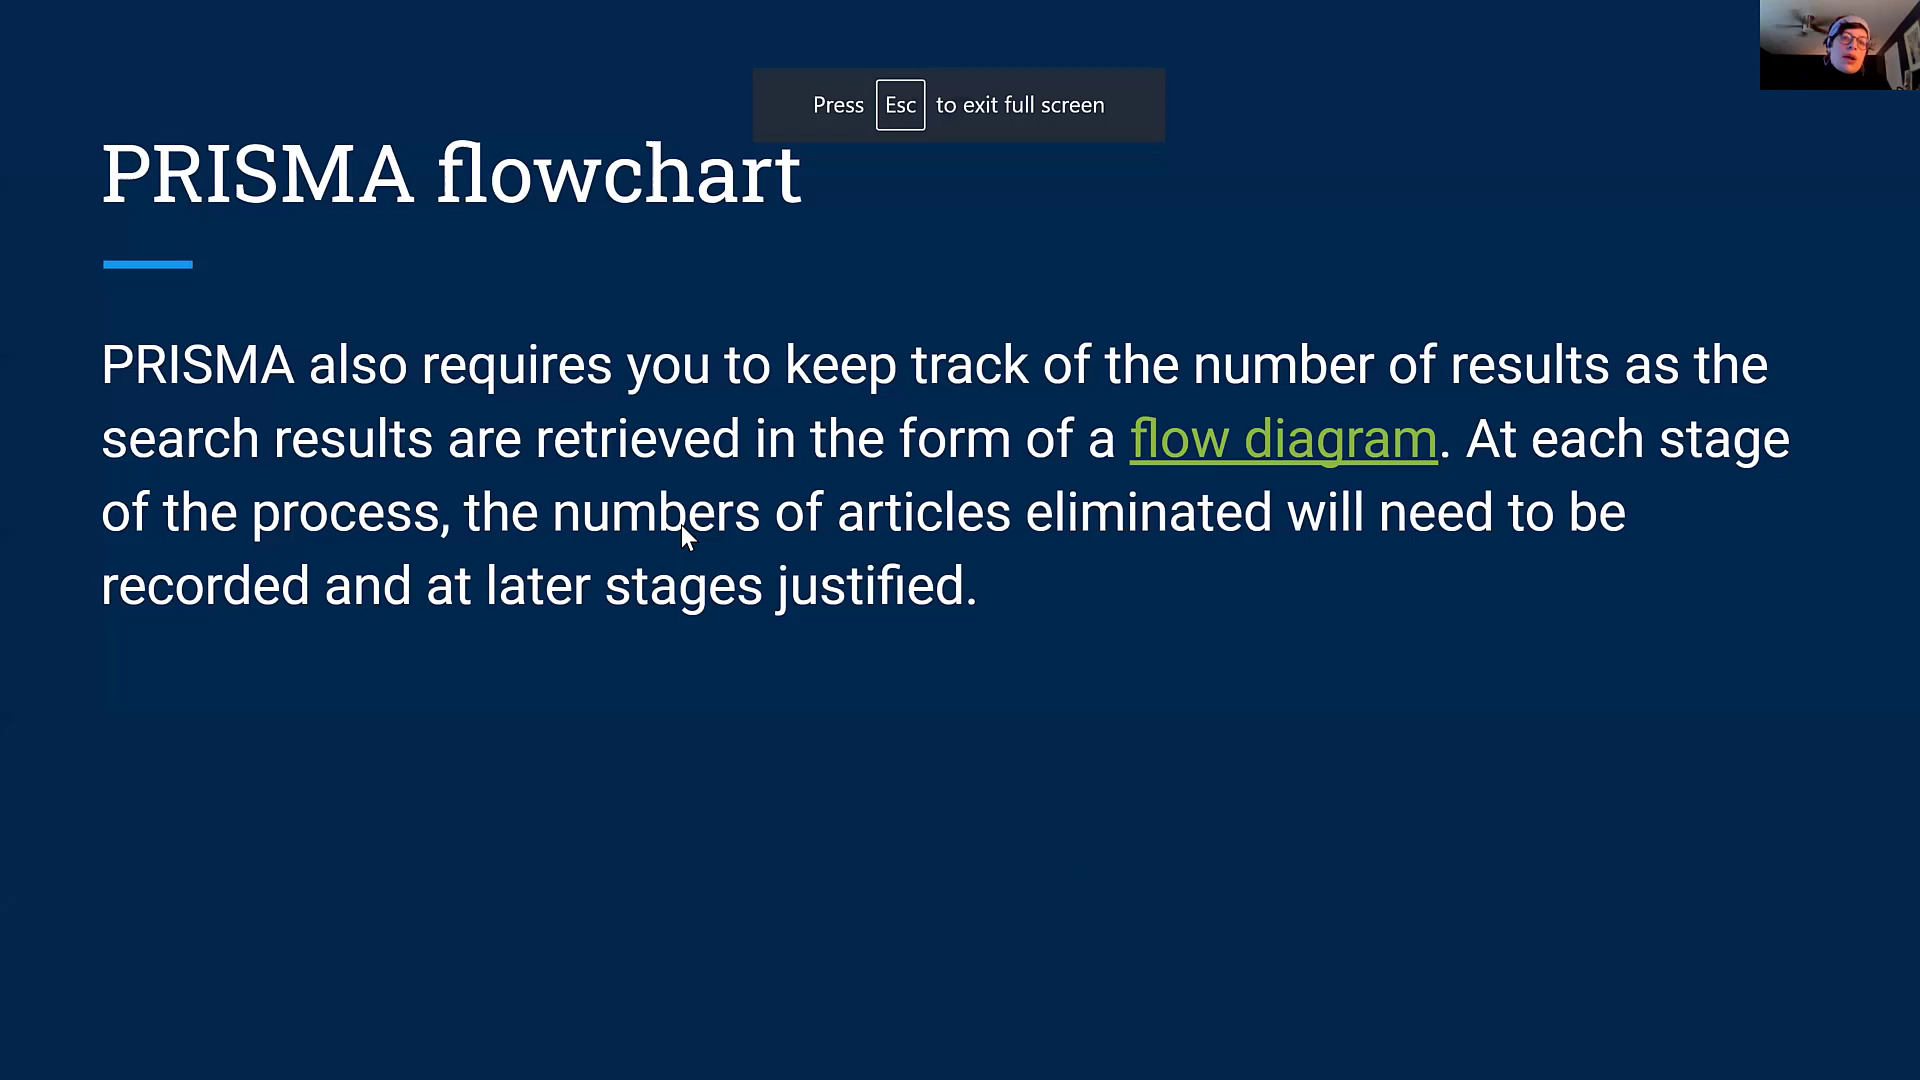 Press Esc to exit full screen
PRISMA flowchart
PRISMA also requires you to keep track of the number of results as the
search results are retrieved in the form of a flow diagram. At each stage
of the process, the numbers of articles eliminated will need to be
recorded and at later stages justified.